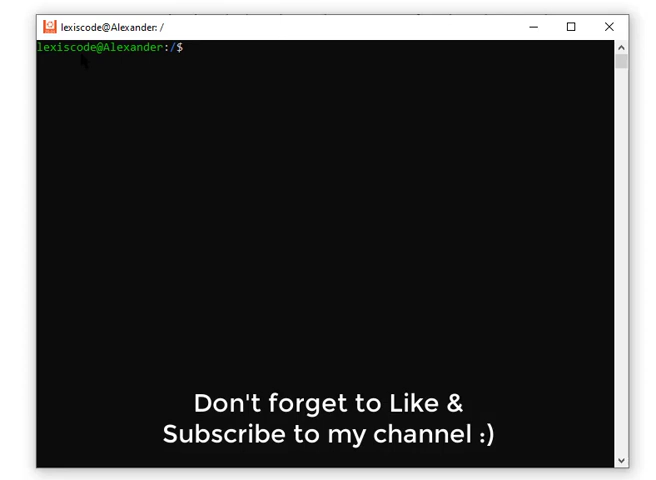 lexiscode@Alexander: /
lexiscode@Alexander:/$
Don't forget to Like &
Subscribe to my channel :)